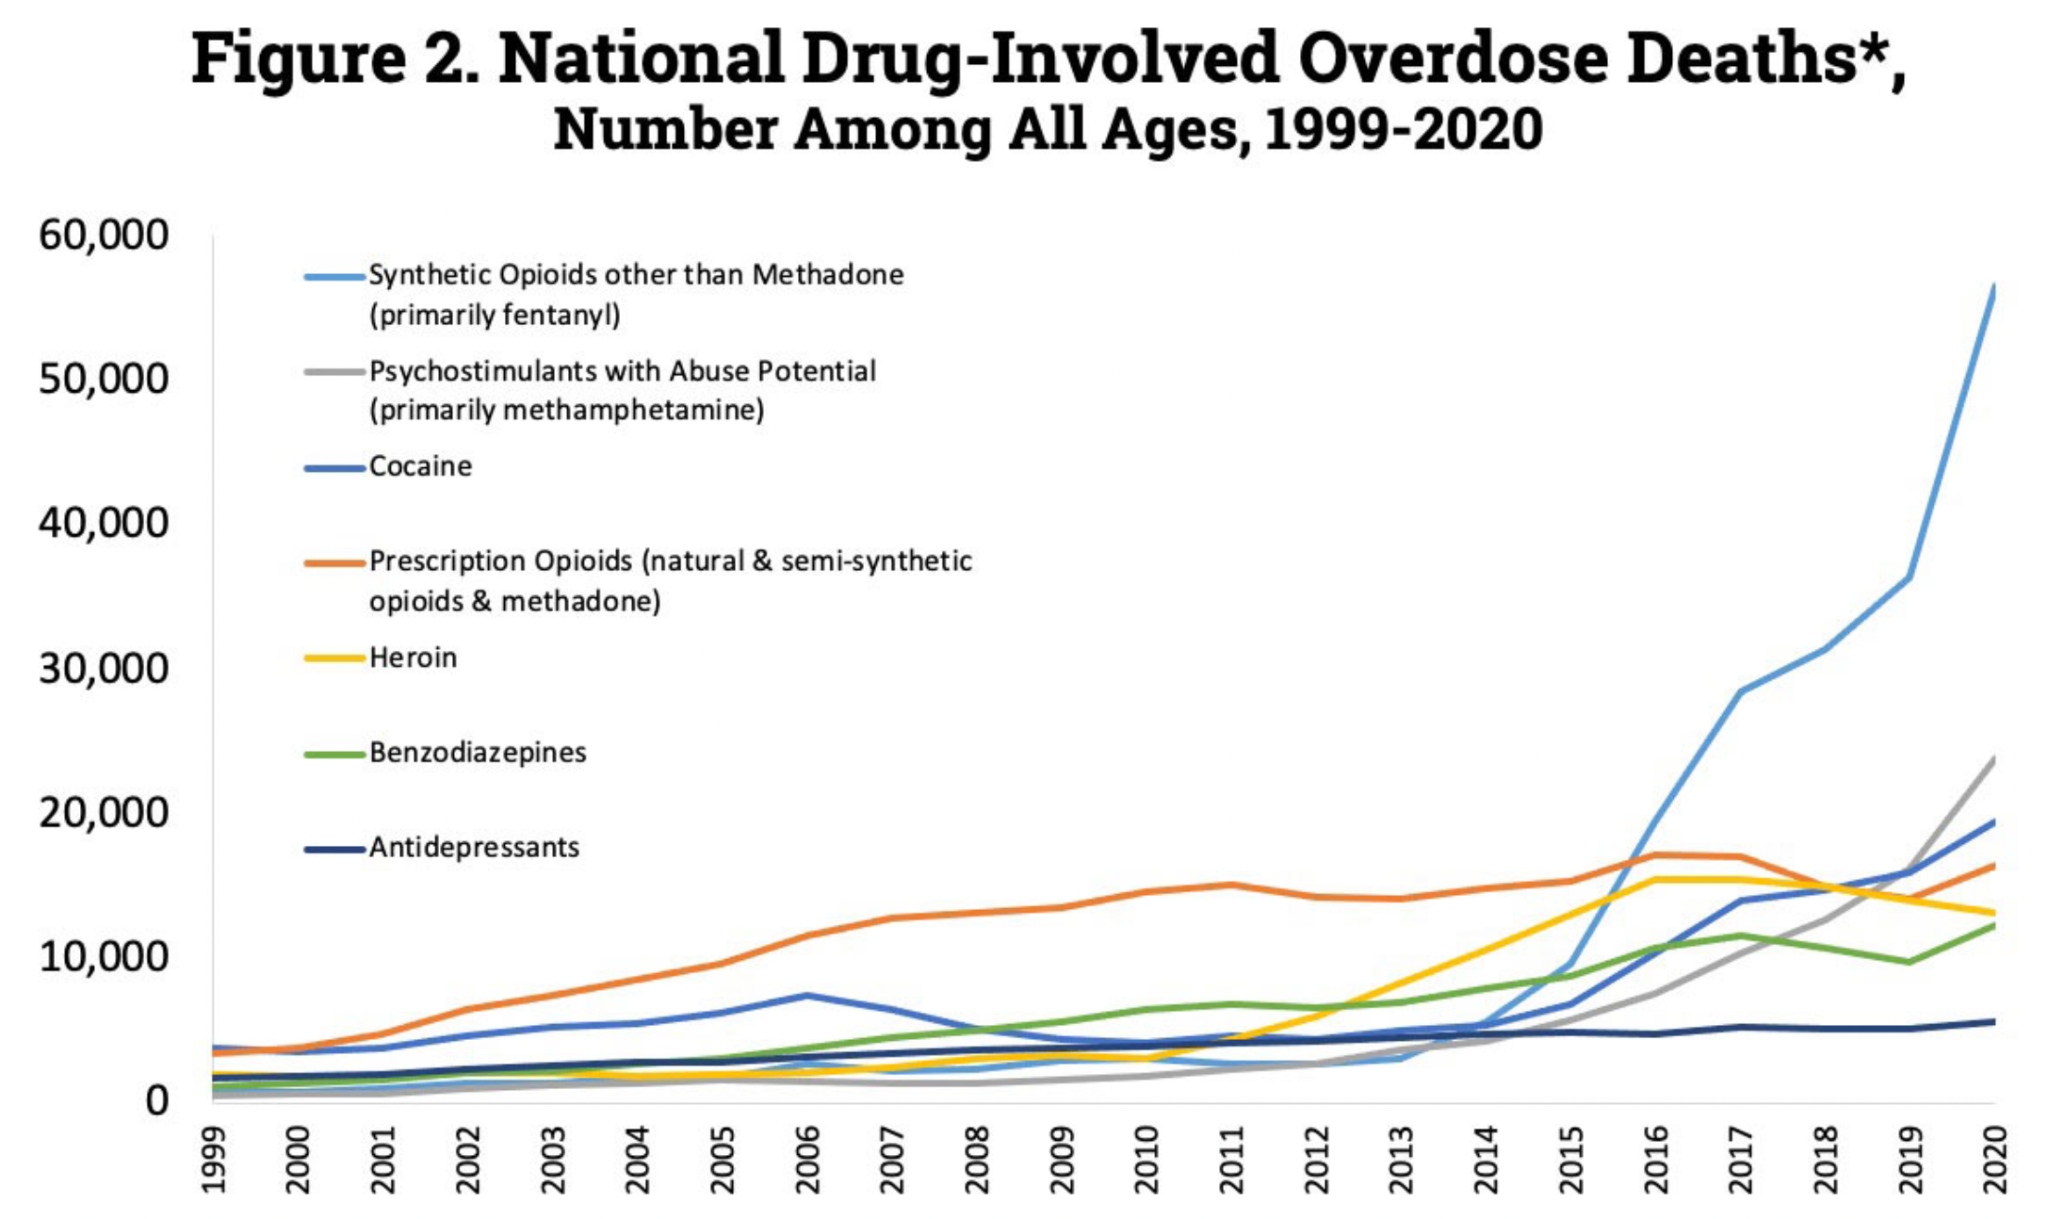 Figure 2. National Drug-Involved Overdose Deaths*,
Number Among All Ages, 1999-2020
60,000
50,000
40,000
30,000
20,000
10,000
0
Synthetic Opioids other than Methadone
(primarily fentanyl)
Psychostimulants with Abuse Potential
(primarily methamphetamine)
Cocaine
Prescription Opioids (natural & semi-synthetic
opioids & methadone)
Heroin
Benzodiazepines
Antidepressants
1999
2000
2001
2002
2003
2004
2005
2006
2007
2008
2009
2010
2011
2012
2013
2014
2015
2016
2017
2018
2019
2020